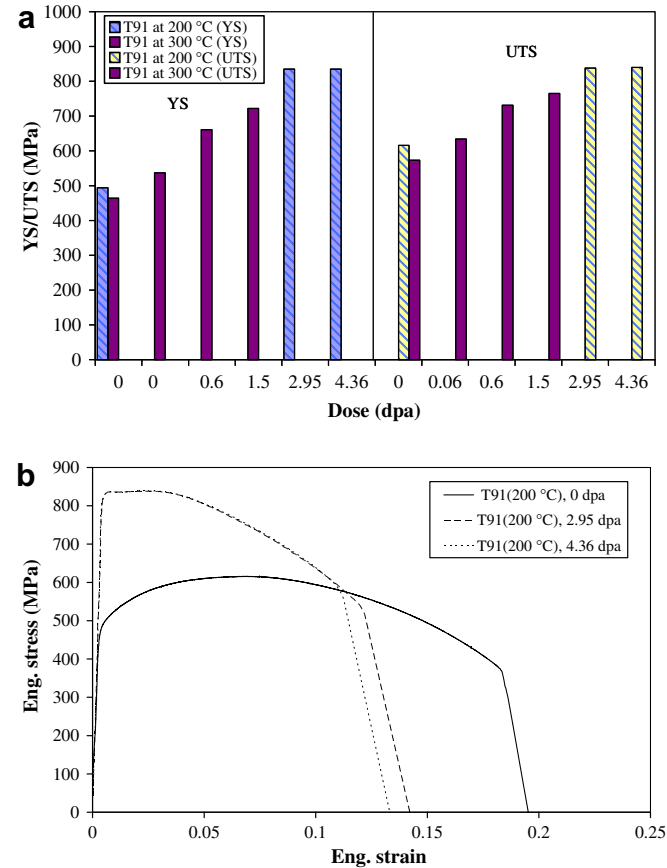 a
1000
900
800
700
600
500
400
300
200
100
0
YS/UTS (MPa)
T91 at 200 °C (YS)
T91 at 300 °C (YS)
T91 at 200 °C (UTS)
T91 at 300 °C (UTS)
YS
UTS
0 0 0.6 1.5 2.95 4.36 0 0.06 0.6 1.5 2.95 4.36
Dose (dpa)
b
900
800
700
600
500
400
300
200
100
0
Eng. stress (MPa)
T91(200 °C), 0 dpa
T91(200 °C), 2.95 dpa
T91(200 °C), 4.36 dpa
0 0.05 0.1 0.15 0.2 0.25
Eng. strain